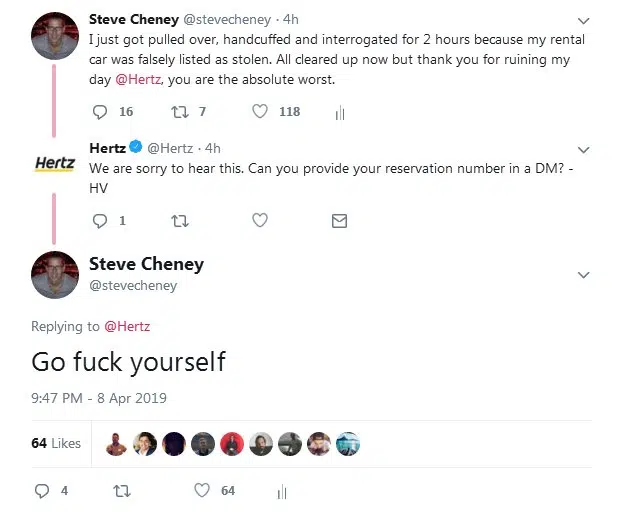 Steve Cheney @stevecheney · 4h
I just got pulled over, handcuffed and interrogated for 2 hours because my rental
car was falsely listed as stolen. All cleared up now but thank you for ruining my
day @Hertz, you are the absolute worst.
16 7 118
Hertz
Hertz @Hertz · 4h
We are sorry to hear this. Can you provide your reservation number in a DM? -
HV
1
Steve Cheney
@stevecheney
Replying to @Hertz
Go fuck yourself
9:47 PM - 8 Apr 2019
64 Likes
4 64